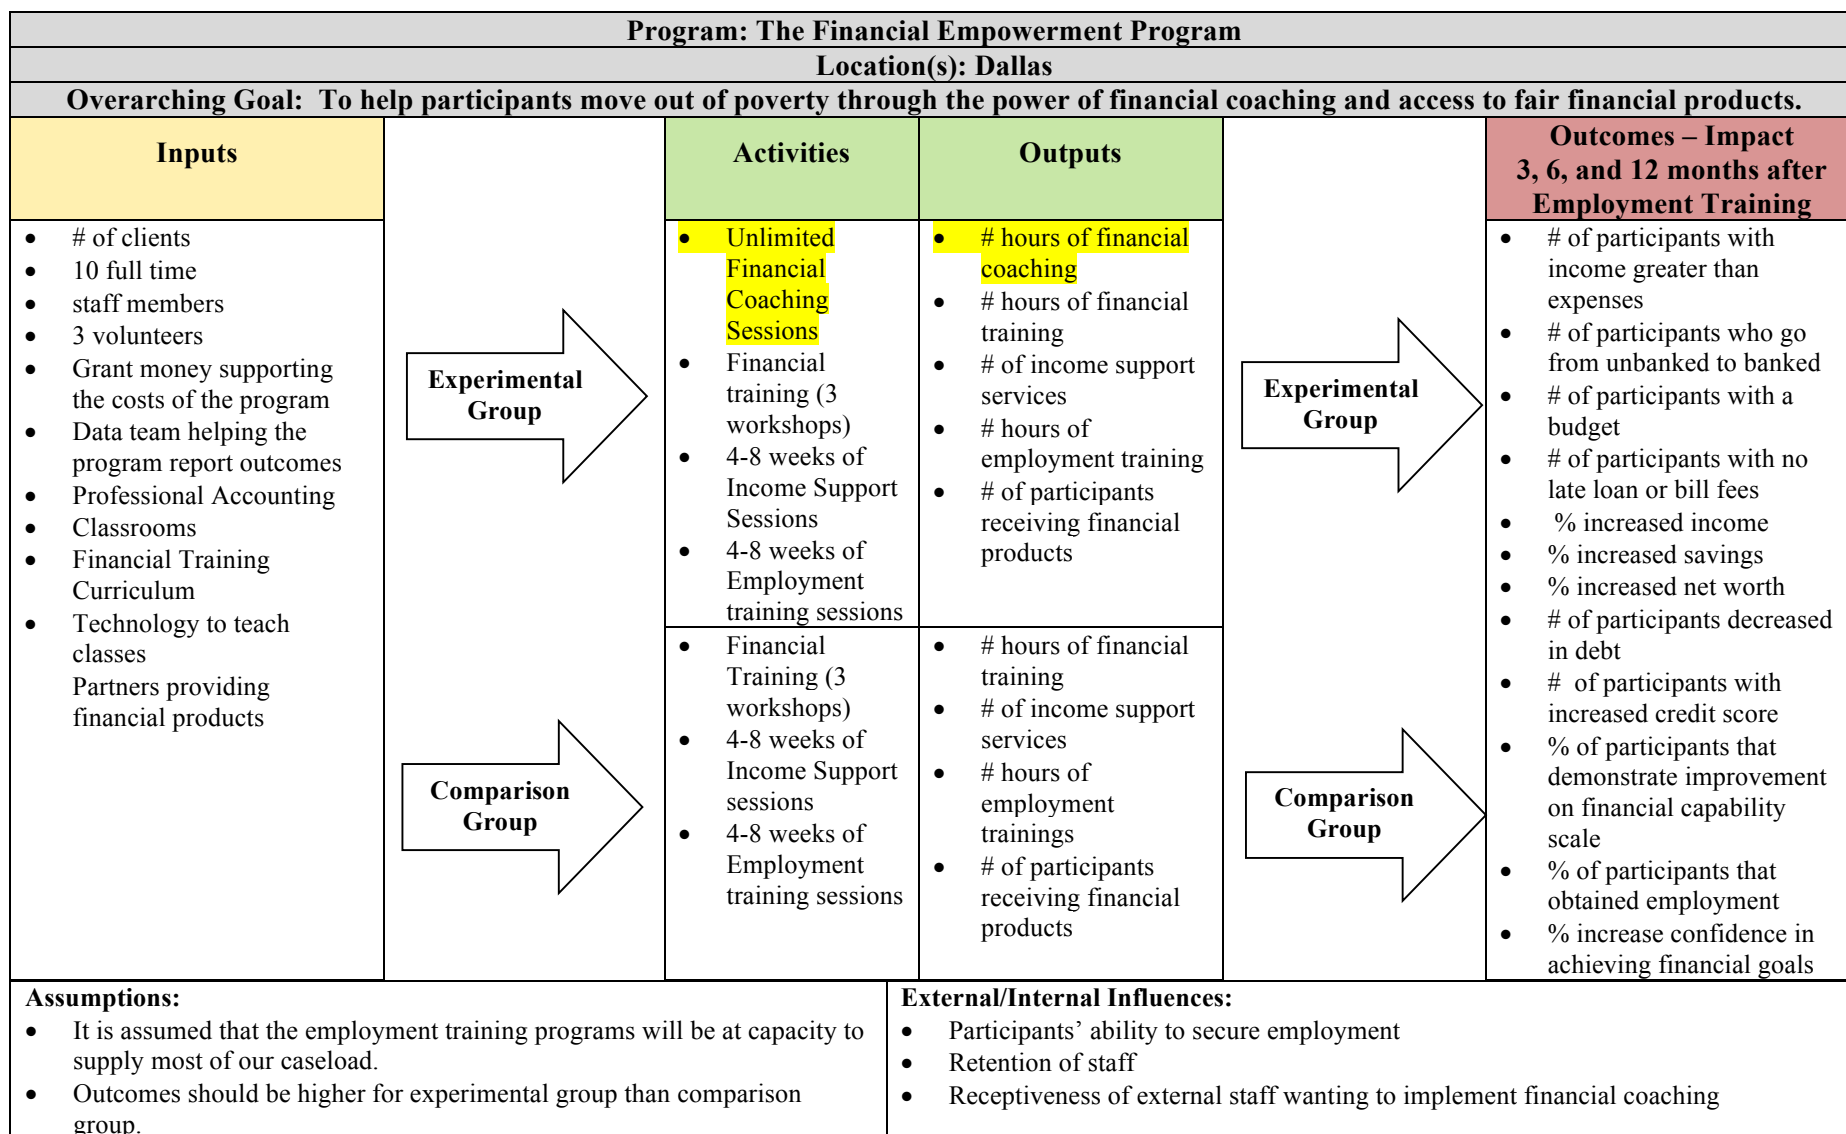 Program: The Financial Empowerment Program
Location(s): Dallas
Overarching Goal:  To help participants move out of poverty through the power of financial coaching and access to fair financial products.
Inputs
• # of clients
• 10 full time
• staff members
• 3 volunteers
• Grant money supporting
the costs of the program
• Data team helping the
program report outcomes
• Professional Accounting
• Classrooms
• Financial Training
Curriculum
• Technology to teach
classes
Partners providing
financial products
Experimental
Group
Comparison
Group
Activities
• Unlimited
Financial
Coaching
Sessions
• Financial
training (3
workshops)
• 4-8 weeks of
Income Support
Sessions
• 4-8 weeks of
Employment
training sessions
• Financial
Training (3
workshops)
• 4-8 weeks of
Income Support
sessions
• 4-8 weeks of
Employment
training sessions
Outputs
• # hours of financial
coaching
• # hours of financial
training
• # of income support
services
• # hours of
employment training
• # of participants
receiving financial
products
• # hours of financial
training
• # of income support
services
• # hours of
employment
trainings
• # of participants
receiving financial
products
Experimental
Group
Comparison
Group
Outcomes – Impact
3, 6, and 12 months after
Employment Training
• # of participants with
income greater than
expenses
• # of participants who go
from unbanked to banked
• # of participants with a
budget
• # of participants with no
late loan or bill fees
• % increased income
• % increased savings
• % increased net worth
• # of participants decreased
in debt
• #  of participants with
increased credit score
• % of participants that
demonstrate improvement
on financial capability
scale
• % of participants that
obtained employment
• % increase confidence in
achieving financial goals
Assumptions:
• It is assumed that the employment training programs will be at capacity to
supply most of our caseload.
• Outcomes should be higher for experimental group than comparison
group.
External/Internal Influences:
• Participants’ ability to secure employment
• Retention of staff
• Receptiveness of external staff wanting to implement financial coaching